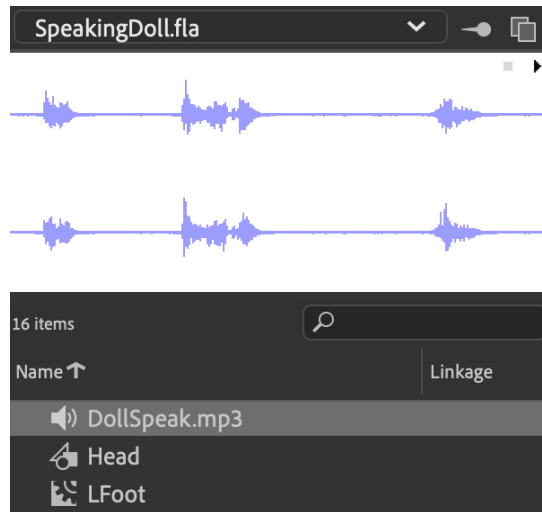 SpeakingDoll.fla
16 items
Name Linkage
DollSpeak.mp3
Head
LFoot